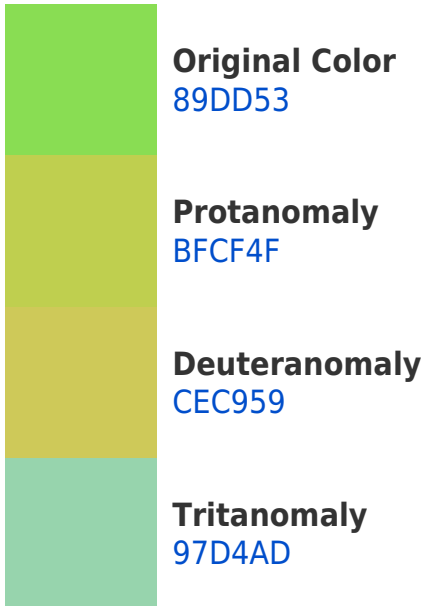 Original Color
89DD53
Protanomaly
BFCF4F
Deuteranomaly
CEC959
Tritanomaly
97D4AD